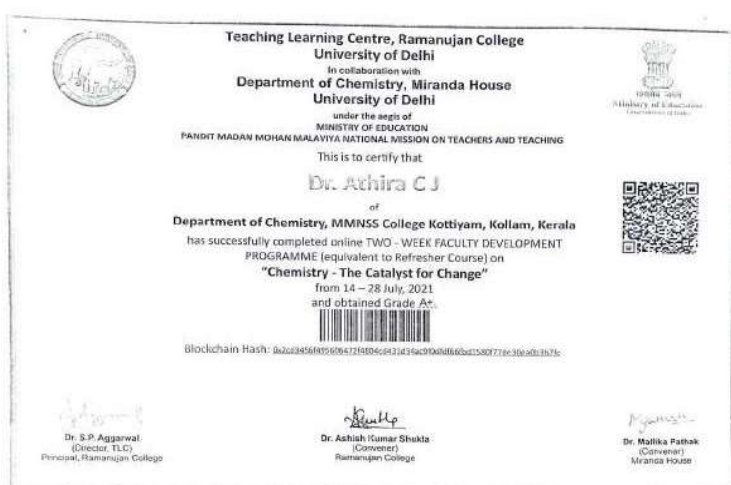 Teaching Learning Centre, Ramanujan College
University of Delhi
In collaboration with
Department of Chemistry, Miranda House
University of Delhi
under the aegis of
MINISTRY OF EDUCATION
PANDIT MADAN MOHAN MALAVIYA NATIONAL MISSION ON TEACHERS AND TEACHING
Ministry of Education
This is to certify that
Dr. Athira C J
of
Department of Chemistry, MMNSS College Kottiyam, Kollam, Kerala
has successfully completed online TWO - WEEK FACULTY DEVELOPMENT
PROGRAMME (equivalent to Refresher Course) on
"Chemistry - The Catalyst for Change"
from 14 – 28 July, 2021
and obtained Grade A+.
Blockchain Hash:
Dr. S.P. Aggarwal
(Director, TLC)
Principal, Ramanujan College
Dr. Ashish Kumar Shukla
(Convener)
Ramanujan College
Dr. Mallika Pathak
(Convener)
Miranda House